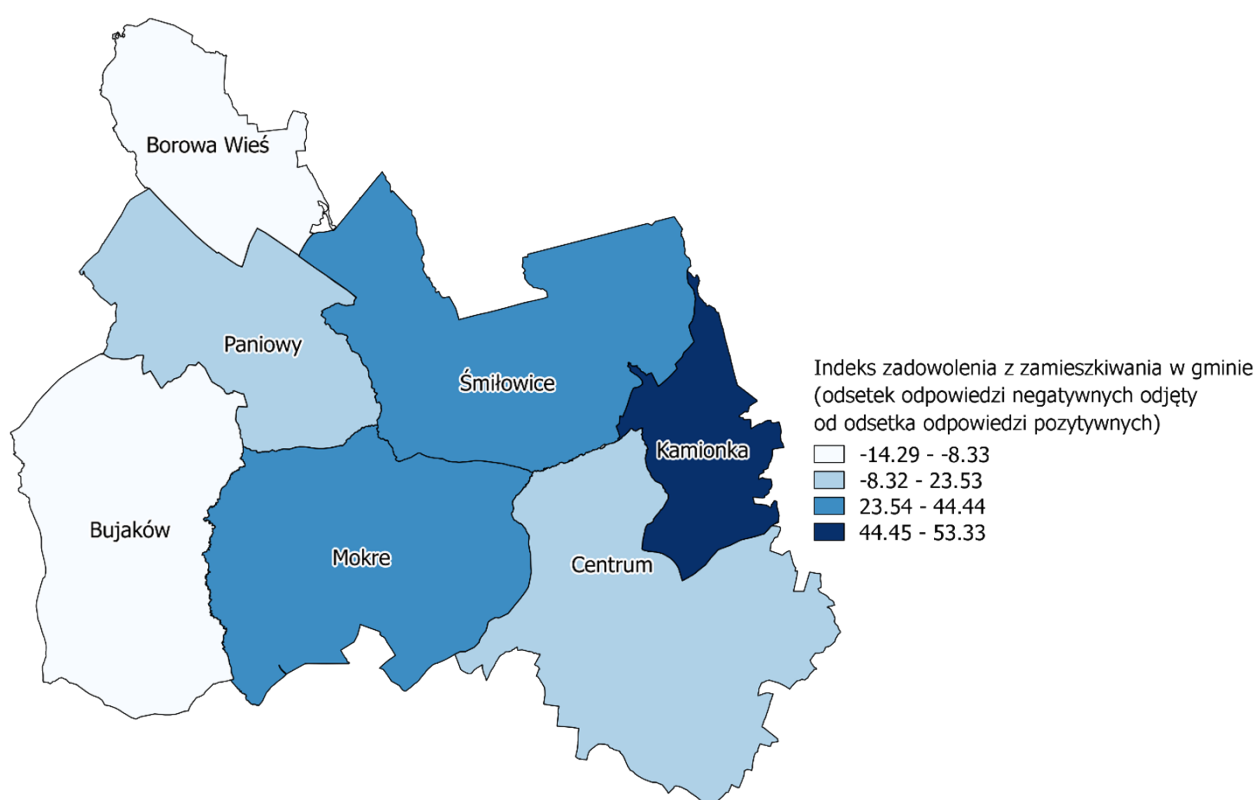 Borowa Wieś
Paniowy
Śmiłowice
Kamionka
Bujaków
Mokre
Centrum
Indeks zadowolenia z zamieszkiwania w gminie
(odsetek odpowiedzi negatywnych odjęty
od odsetka odpowiedzi pozytywnych)
-14.29 - -8.33
-8.32 - 23.53
23.54 - 44.44
44.45 - 53.33